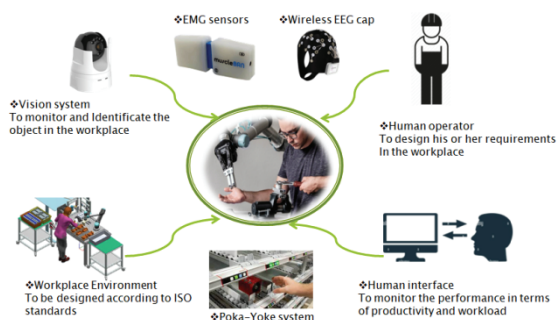 ❖EMG sensors
❖Wireless EEG cap
❖Vision system
To monitor and Identificate the
object in the workplace
❖Human operator
To design his or her requirements
In the workplace
❖Workplace Environment
To be designed according to ISO
standards
❖Poka-Yoke system
❖Human interface
To monitor the performance in terms
of productivity and workload